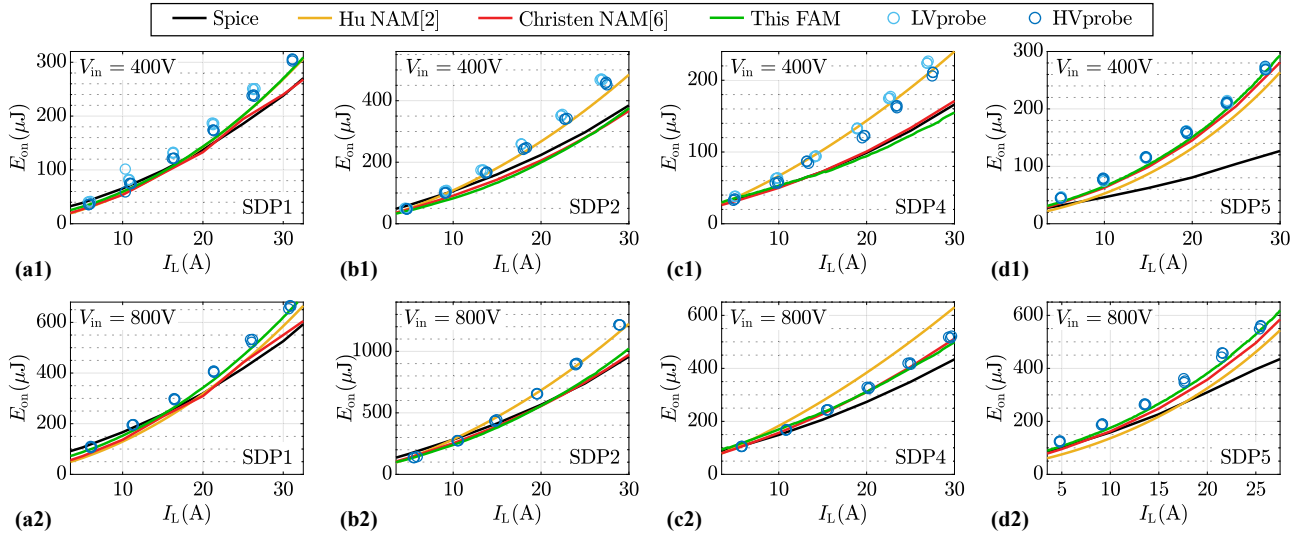 Spice Hu NAM[2] Christen NAM[6] This FAM LVprobe HVprobe
300
200
100
0
E_on(μJ)
V_in = 400V
SDP1
10 20 30
I_L(A)
(a1)
400
200
0
E_on(μJ)
V_in = 400V
SDP2
10 20 30
I_L(A)
(b1)
200
100
0
E_on(μJ)
V_in = 400V
SDP4
10 20 30
I_L(A)
(c1)
300
200
100
0
E_on(μJ)
V_in = 400V
SDP5
10 20 30
I_L(A)
(d1)
600
400
200
0
E_on(μJ)
V_in = 800V
SDP1
10 20 30
I_L(A)
(a2)
1000
500
0
E_on(μJ)
V_in = 800V
SDP2
10 20 30
I_L(A)
(b2)
600
400
200
0
E_on(μJ)
V_in = 800V
SDP4
10 20 30
I_L(A)
(c2)
600
400
200
0
E_on(μJ)
V_in = 800V
SDP5
5 10 15 20 25
I_L(A)
(d2)